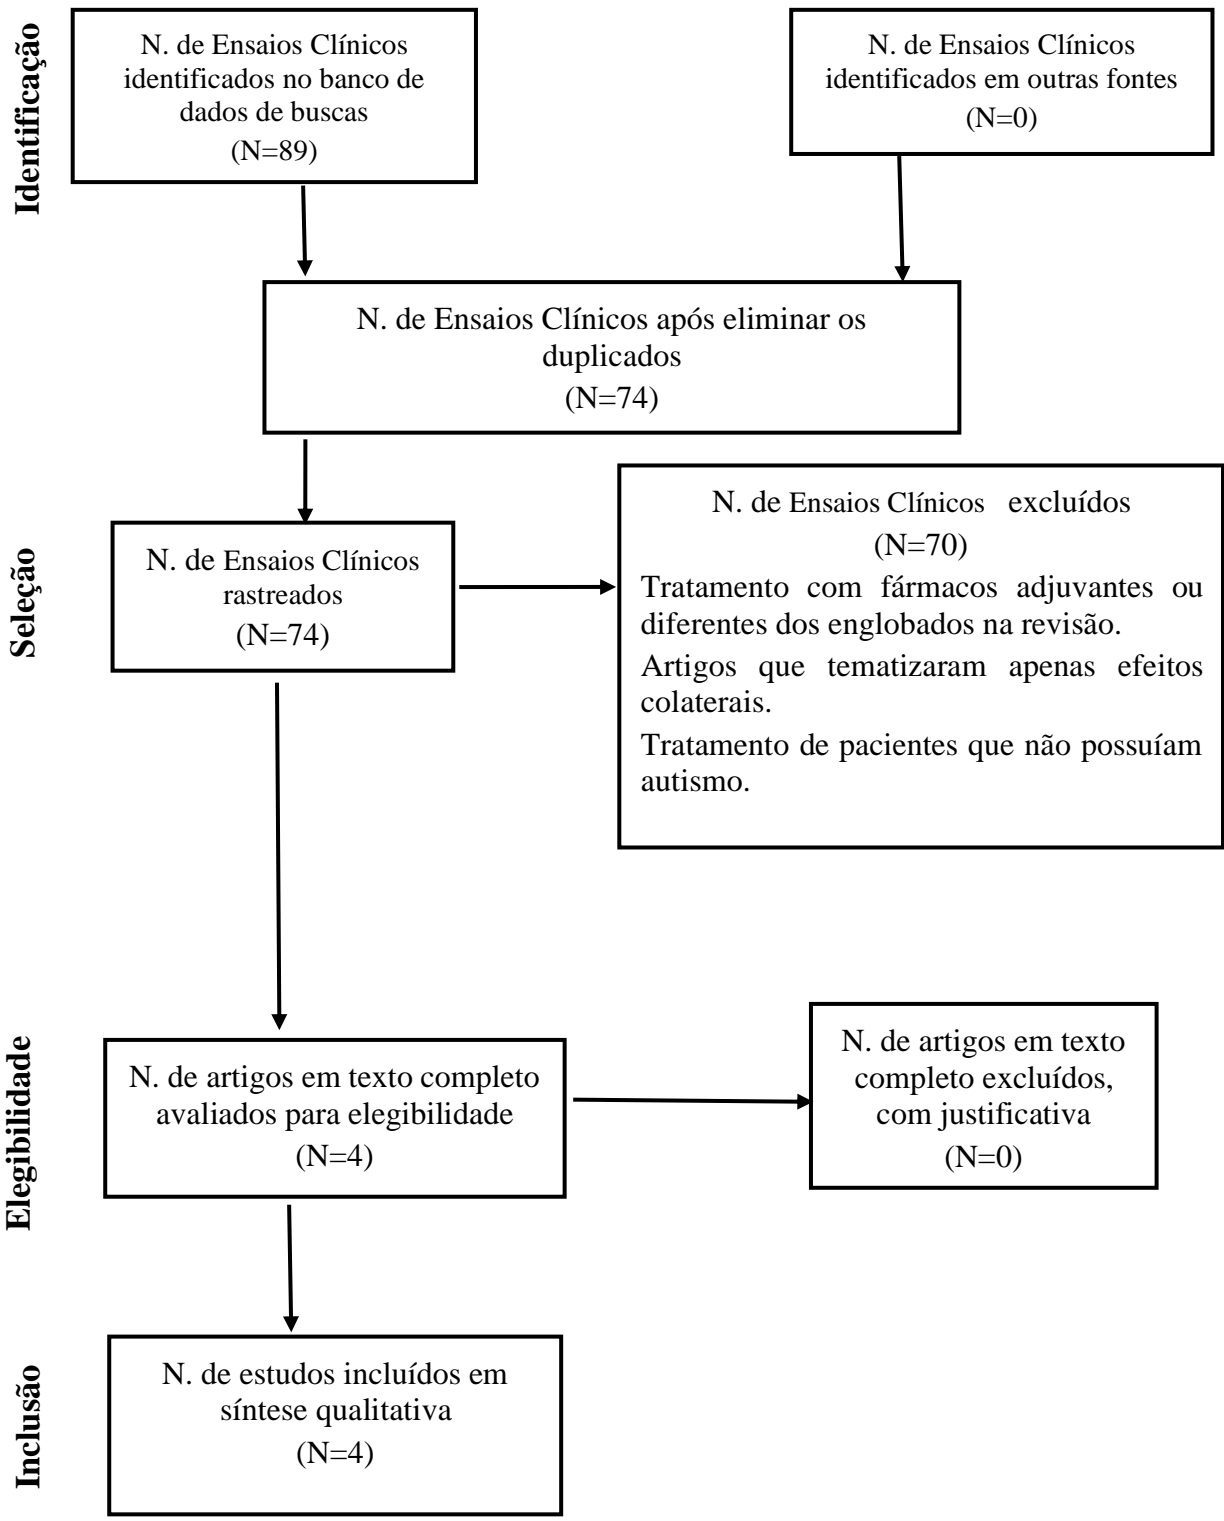 Identificação
N. de Ensaios Clínicos
identificados no banco de
dados de buscas
(N=89)
N. de Ensaios Clínicos
identificados em outras fontes
(N=0)
N. de Ensaios Clínicos após eliminar os
duplicados
(N=74)
Seleção
N. de Ensaios Clínicos
rastreados
(N=74)
N. de Ensaios Clínicos excluídos
(N=70)
Tratamento com fármacos adjuvantes ou
diferentes dos englobados na revisão.
Artigos que tematizaram apenas efeitos
colaterais.
Tratamento de pacientes que não possuíam
autismo.
Elegibilidade
N. de artigos em texto completo
avaliados para elegibilidade
(N=4)
N. de artigos em texto
completo excluídos,
com justificativa
(N=0)
Inclusão
N. de estudos incluídos em
síntese qualitativa
(N=4)